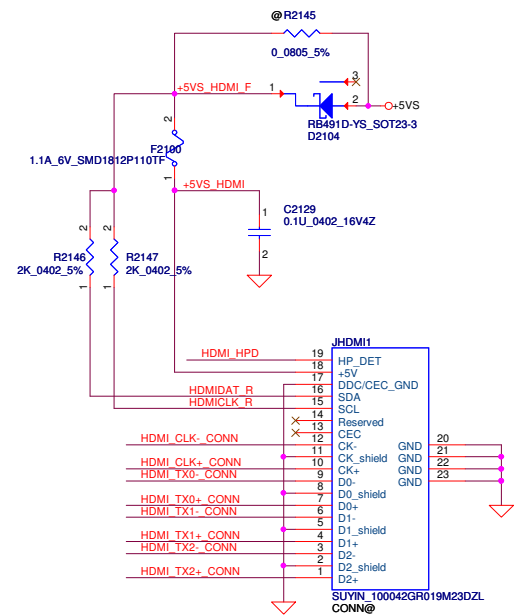 @ R2145
0_0805_5%
+5VS_HDMI_F
1
3
2
+5VS
RB491D-YS_SOT23-3
D2104
2
F2100
1.1A_6V_SMD1812P110TF
1
+5VS_HDMI
1
C2129
0.1U_0402_16V4Z
2
2
R2146
2K_0402_5%
1
2
R2147
2K_0402_5%
1
JHDMI1
HDMI_HPD 19 HP_DET
18 +5V
17 DDC/CEC_GND
HDMIDAT_R 16 SDA
HDMICLK_R 15 SCL
14 Reserved
13 CEC
HDMI_CLK-_CONN 12 CK- GND 20
11 CK_shield GND 21
HDMI_CLK+_CONN 10 CK+ GND 22
HDMI_TX0-_CONN 9 D0- GND 23
8 D0_shield
HDMI_TX0+_CONN 7 D0+
HDMI_TX1-_CONN 6 D1-
5 D1_shield
HDMI_TX1+_CONN 4 D1+
HDMI_TX2-_CONN 3 D2-
2 D2_shield
HDMI_TX2+_CONN 1 D2+
SUYIN_100042GR019M23DZL
CONN@